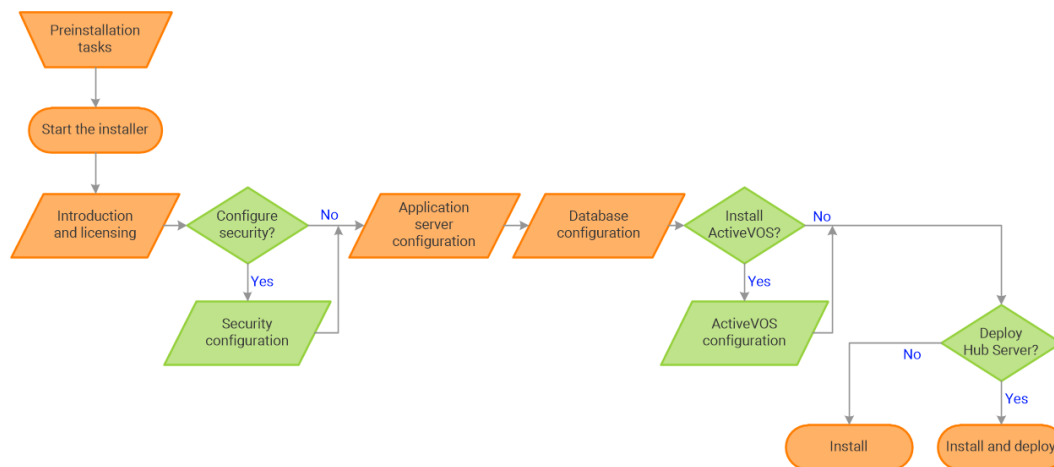 Preinstallation
tasks
Start the installer
Introduction
and licensing
Configure
security?
No
Yes
Security
configuration
Application
server
configuration
Database
configuration
Install
ActiveVOS?
No
Yes
ActiveVOS
configuration
Deploy
Hub Server?
No
Yes
Install
Install and deploy